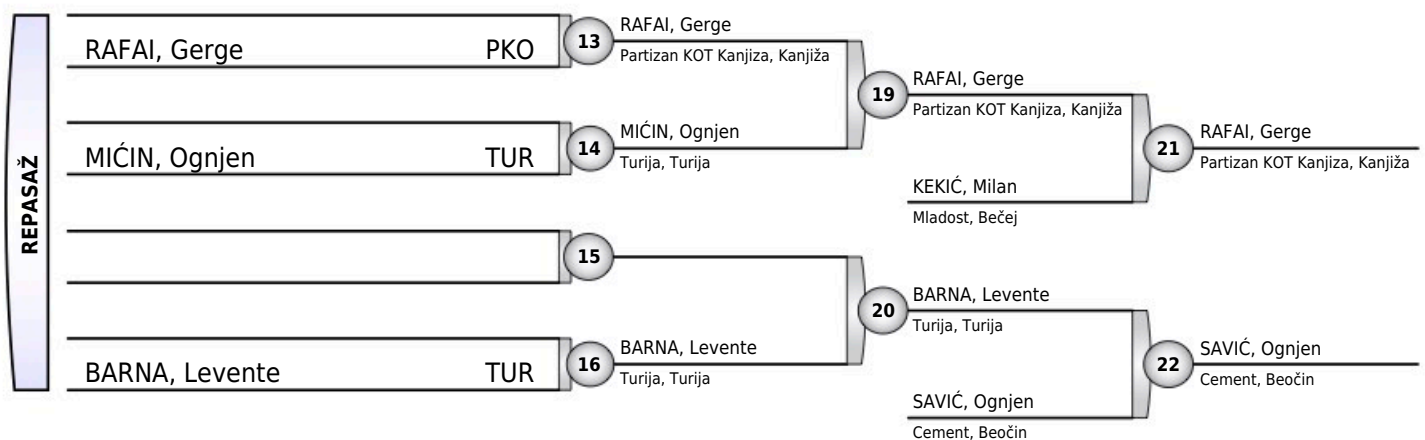 REPASAŽ
RAFAI, Gerge PKO
MIĆIN, Ognjen TUR
BARNA, Levente TUR
13
RAFAI, Gerge
Partizan KOT Kanjiza, Kanjiža
14
MIĆIN, Ognjen
Turija, Turija
15
16
BARNA, Levente
Turija, Turija
19
RAFAI, Gerge
Partizan KOT Kanjiza, Kanjiža
KEKIĆ, Milan
Mladost, Bečej
20
BARNA, Levente
Turija, Turija
SAVIĆ, Ognjen
Cement, Beočin
21
RAFAI, Gerge
Partizan KOT Kanjiza, Kanjiža
22
SAVIĆ, Ognjen
Cement, Beočin